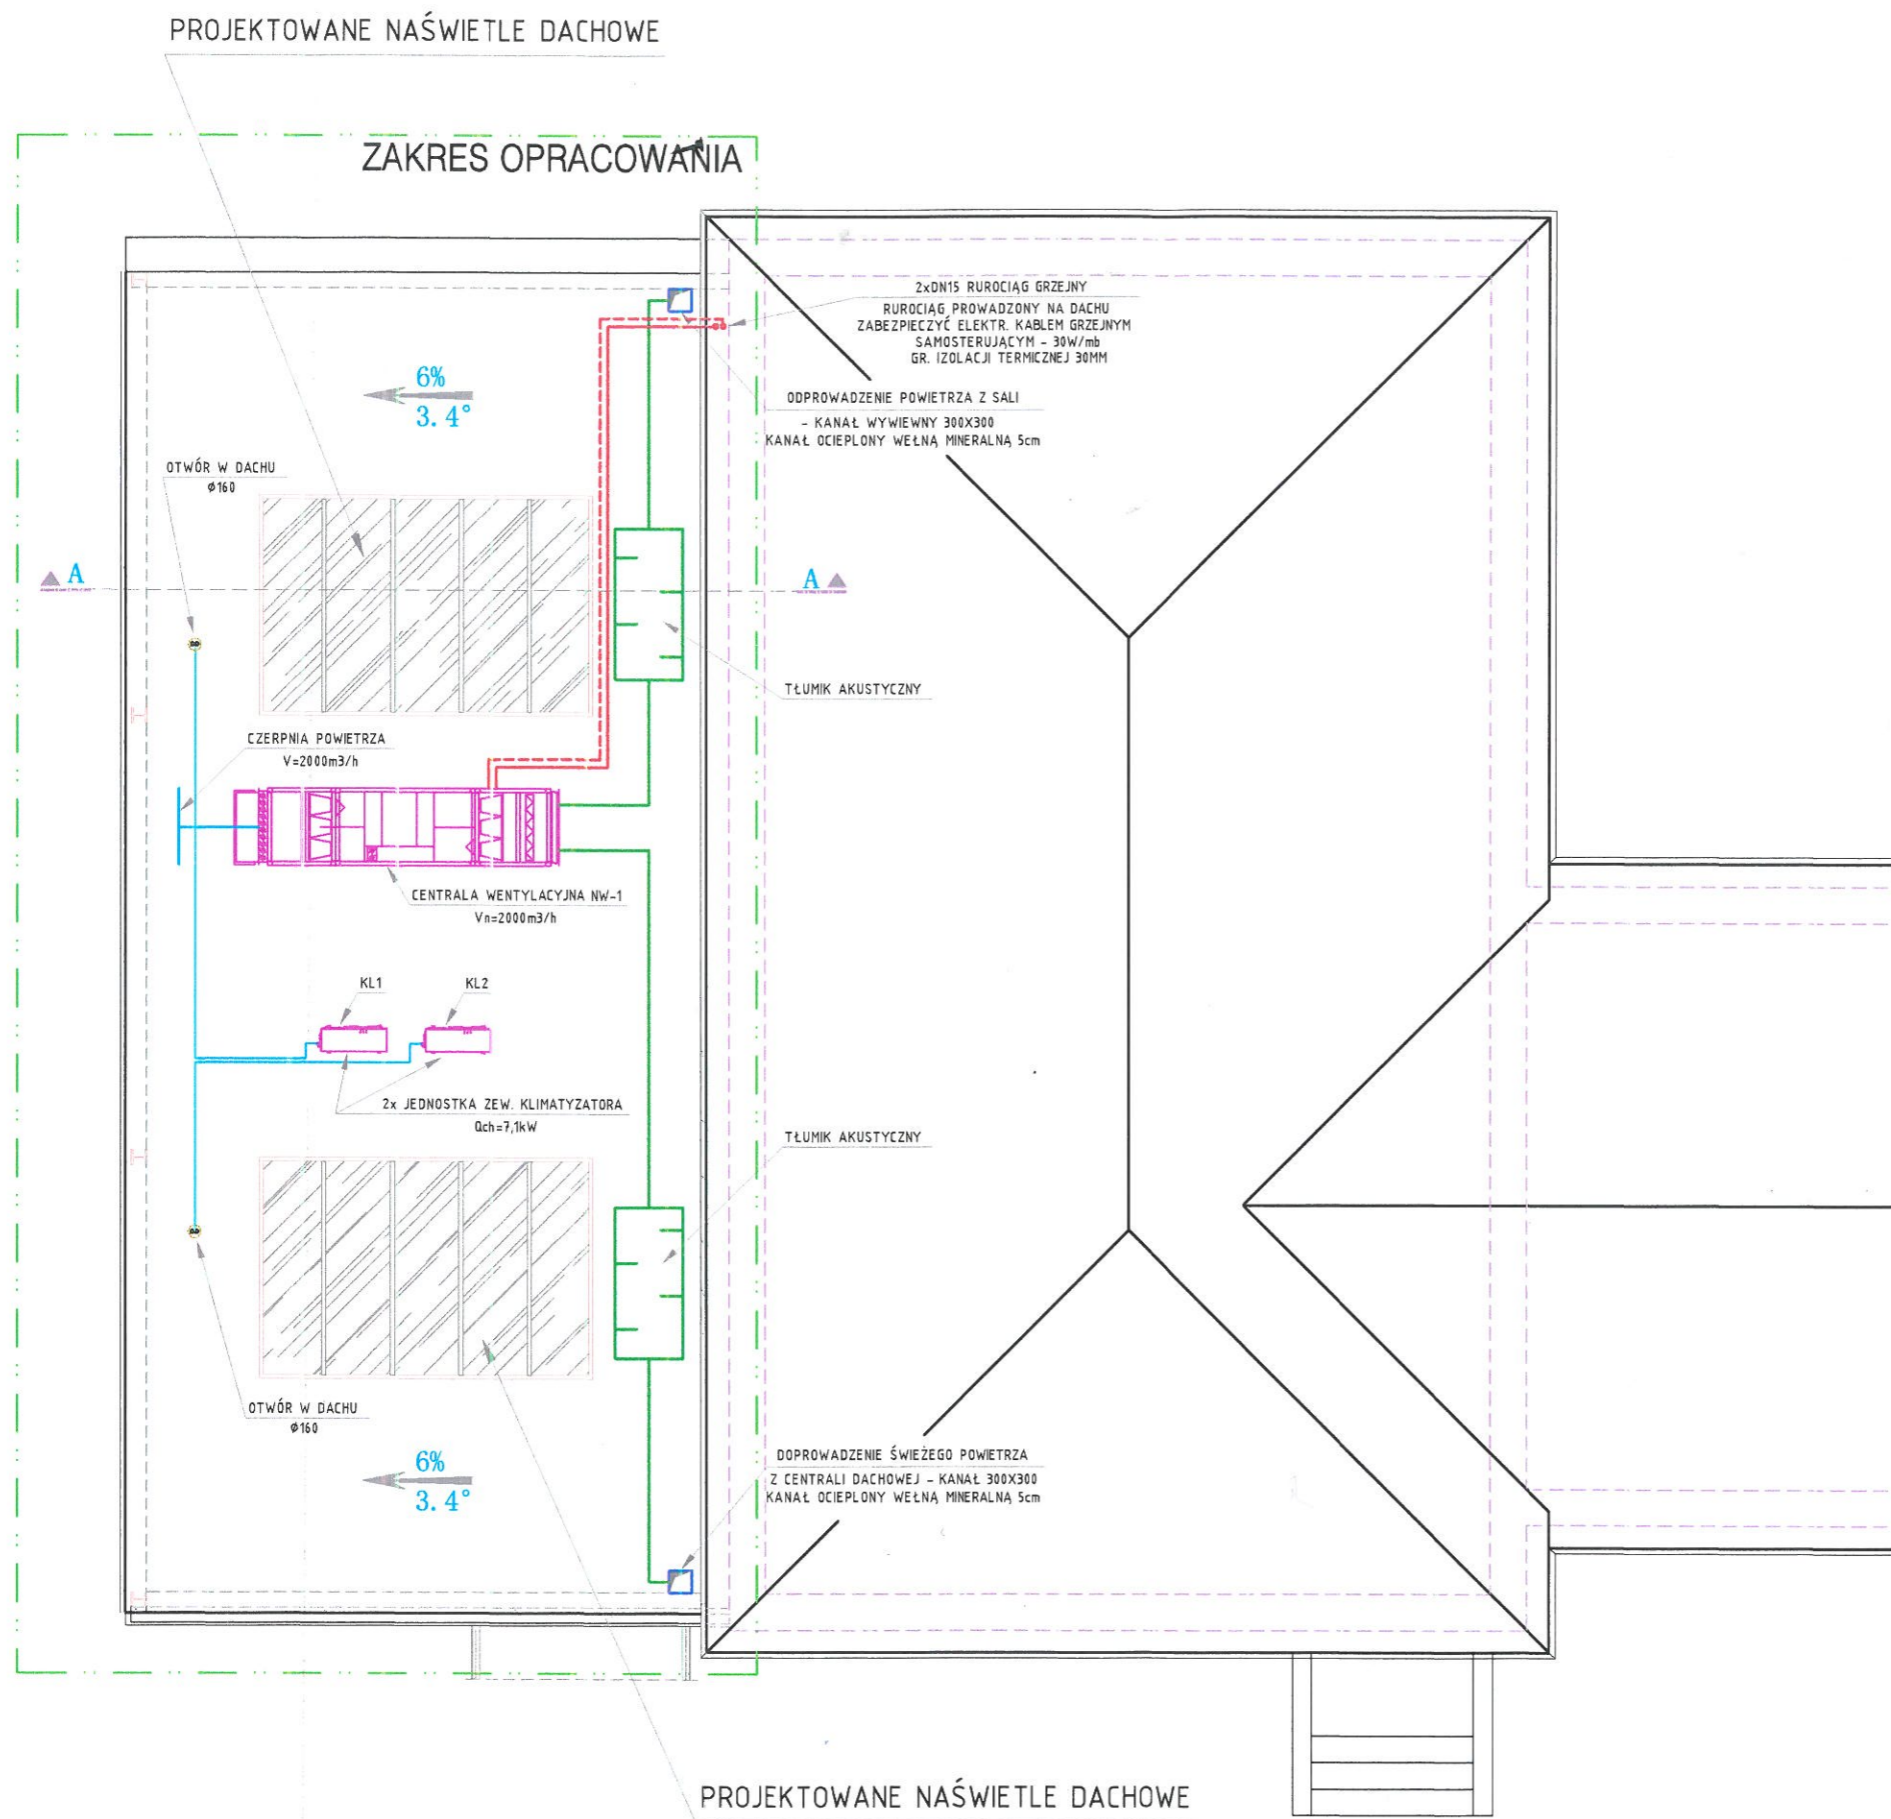 PROJEKTOWANE NAŚWIETLE DACHOWE
ZAKRES OPRACOWANIA
2xDN15 RUROCIĄG GRZEJNY
RUROCIĄG PROWADZONY NA DACHU
ZABEZPIECZYĆ ELEKTR. KABLEM GRZEJNYM
SAMOSTERUJĄCYM - 30W/mb
GR. IZOLACJI TERMICZNEJ 30MM
6%
3.4°
ODPROWADZENIE POWIETRZA Z SALI
- KANAŁ WYWIEWNY 300X300
KANAŁ OCIEPLONY WEŁNĄ MINERALNĄ 5cm
OTWÓR W DACHU
Ø160
A
A
TŁUMIK AKUSTYCZNY
CZERPNIA POWIETRZA
V=2000m3/h
CENTRALA WENTYLACYJNA NW-1
Vn=2000m3/h
KL1
KL2
2x JEDNOSTKA ZEW. KLIMATYZATORA
Qch=7,1kW
TŁUMIK AKUSTYCZNY
OTWÓR W DACHU
Ø160
6%
3.4°
DOPROWADZENIE ŚWIEŻEGO POWIETRZA
Z CENTRALI DACHOWEJ - KANAŁ 300X300
KANAŁ OCIEPLONY WEŁNĄ MINERALNĄ 5cm
PROJEKTOWANE NAŚWIETLE DACHOWE